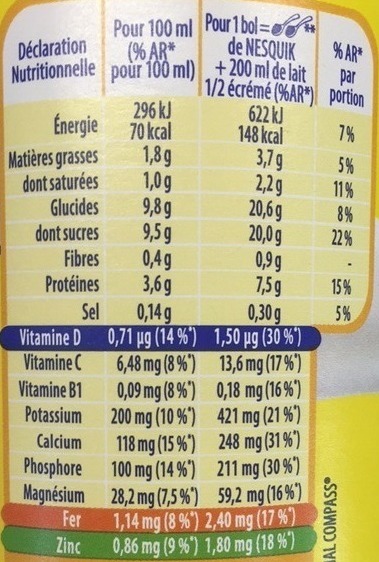 Déclaration Nutritionnelle | Pour 100 ml (% AR* pour 100 ml) | Pour 1 bol = ** de NESQUIK + 200 ml de lait 1/2 écrémé (%AR*) | % AR* par portion
Énergie | 296 kJ 70 kcal | 622 kJ 148 kcal | 7%
Matières grasses | 1,8 g | 3,7 g | 5%
dont saturées | 1,0 g | 2,2 g | 11%
Glucides | 9,8 g | 20,6 g | 8%
dont sucres | 9,5 g | 20,0 g | 22%
Fibres | 0,4 g | 0,9 g | -
Protéines | 3,6 g | 7,5 g | 15%
Sel | 0,14 g | 0,30 g | 5%
Vitamine D | 0,71 µg (14 %*) | 1,50 µg (30 %*)
Vitamine C | 6,48 mg (8 %*) | 13,6 mg (17 %*)
Vitamine B1 | 0,09 mg (8 %*) | 0,18 mg (16 %*)
Potassium | 200 mg (10 %*) | 421 mg (21 %*)
Calcium | 118 mg (15 %*) | 248 mg (31 %*)
Phosphore | 100 mg (14 %*) | 211 mg (30 %*)
Magnésium | 28,2 mg (7,5 %*) | 59,2 mg (16 %*)
Fer | 1,14 mg (8 %*) | 2,40 mg (17 %*)
Zinc | 0,86 mg (9 %*) | 1,80 mg (18 %*)
AL COMPASS®